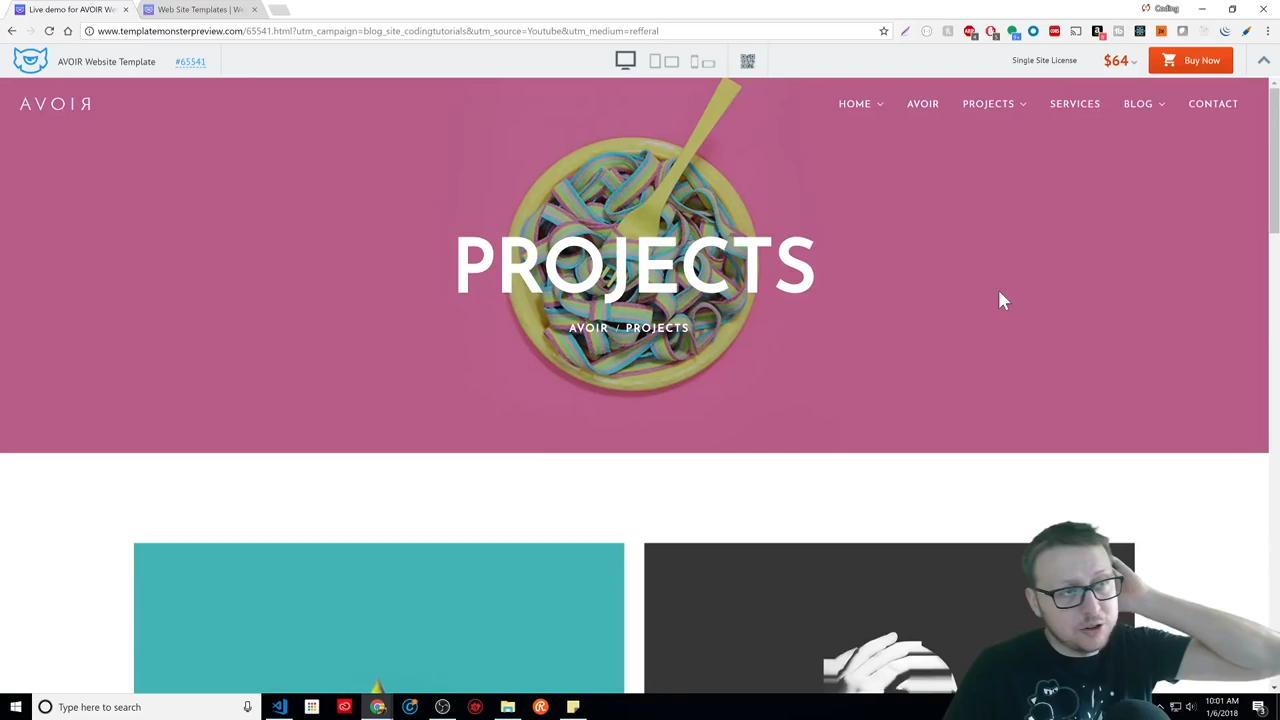 Live demo for AVOIR We
Web Site Templates | We
Coding
www.templatemonsterpreview.com/65541.html?utm_campaign=blog_site_codingtutorials&utm_source=Youtube&utm_medium=refferal
AVOIR Website Template
#65541
Single Site License
$64
Buy Now
AVOIR
HOME
AVOIR
PROJECTS
SERVICES
BLOG
CONTACT
PROJECTS
AVOIR / PROJECTS
Type here to search
10:01 AM
1/6/2018